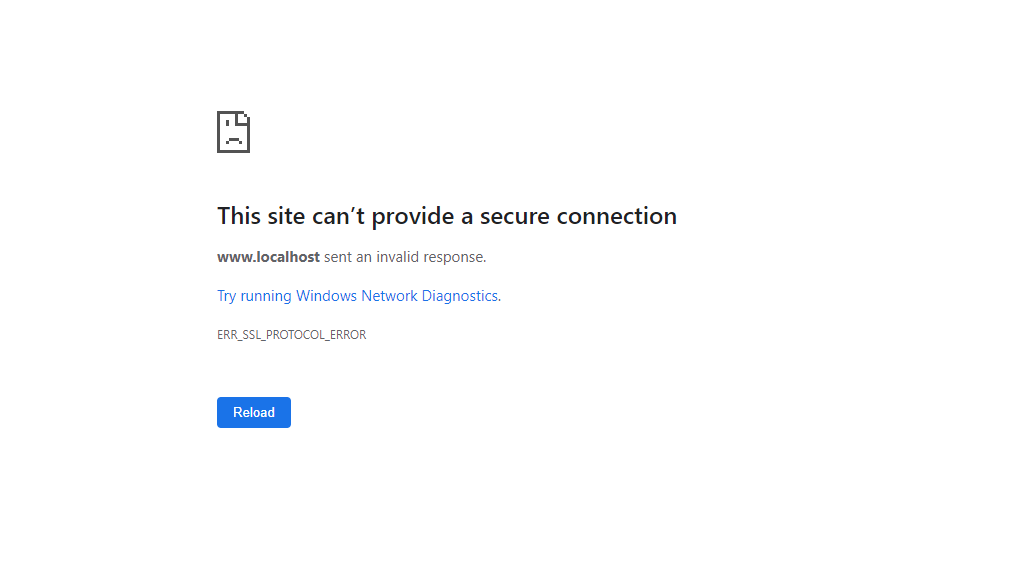 This site can’t provide a secure connection
www.localhost sent an invalid response.
Try running Windows Network Diagnostics.
ERR_SSL_PROTOCOL_ERROR
Reload